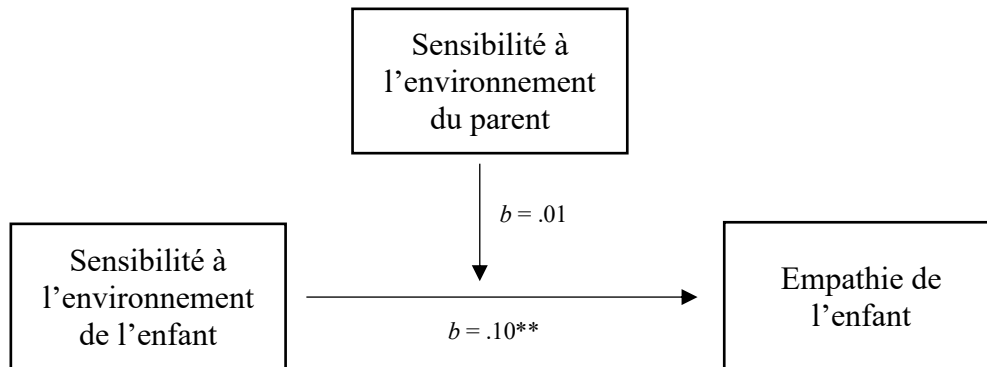 Sensibilité à
l’environnement
du parent
b = .01
Sensibilité à
l’environnement
de l’enfant
b = .10**
Empathie de
l’enfant